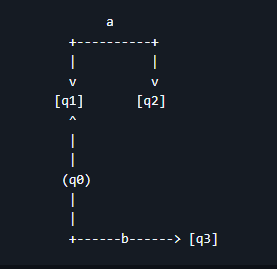 a
+----------+
|          |
v          v
[q1]       [q2]
^
|
|
(q0)
|
|
+------b------> [q3]